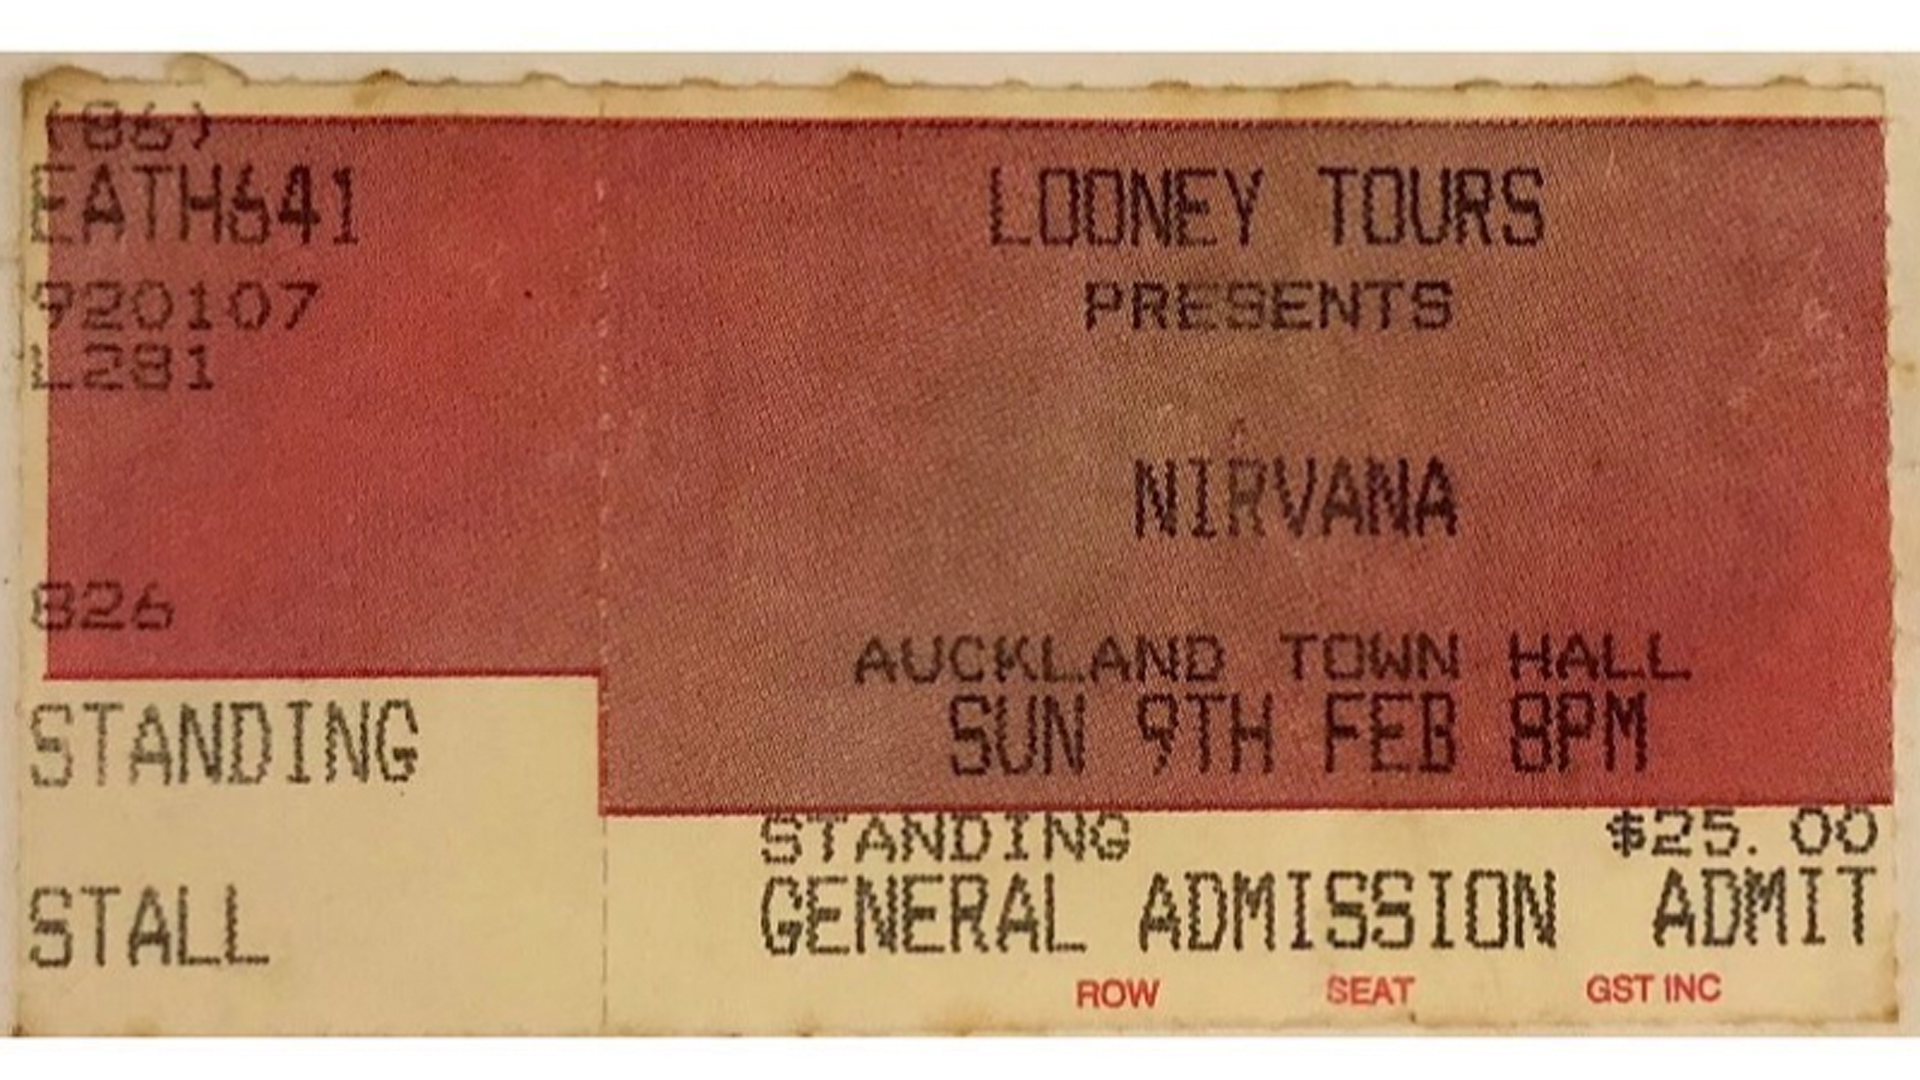 (86)
EATH641
920107
L281
826
STANDING
STALL
LOONEY TOURS
PRESENTS
NIRVANA
AUCKLAND TOWN HALL
SUN 9TH FEB 8PM
STANDING $25.00
GENERAL ADMISSION ADMIT
ROW SEAT GST INC